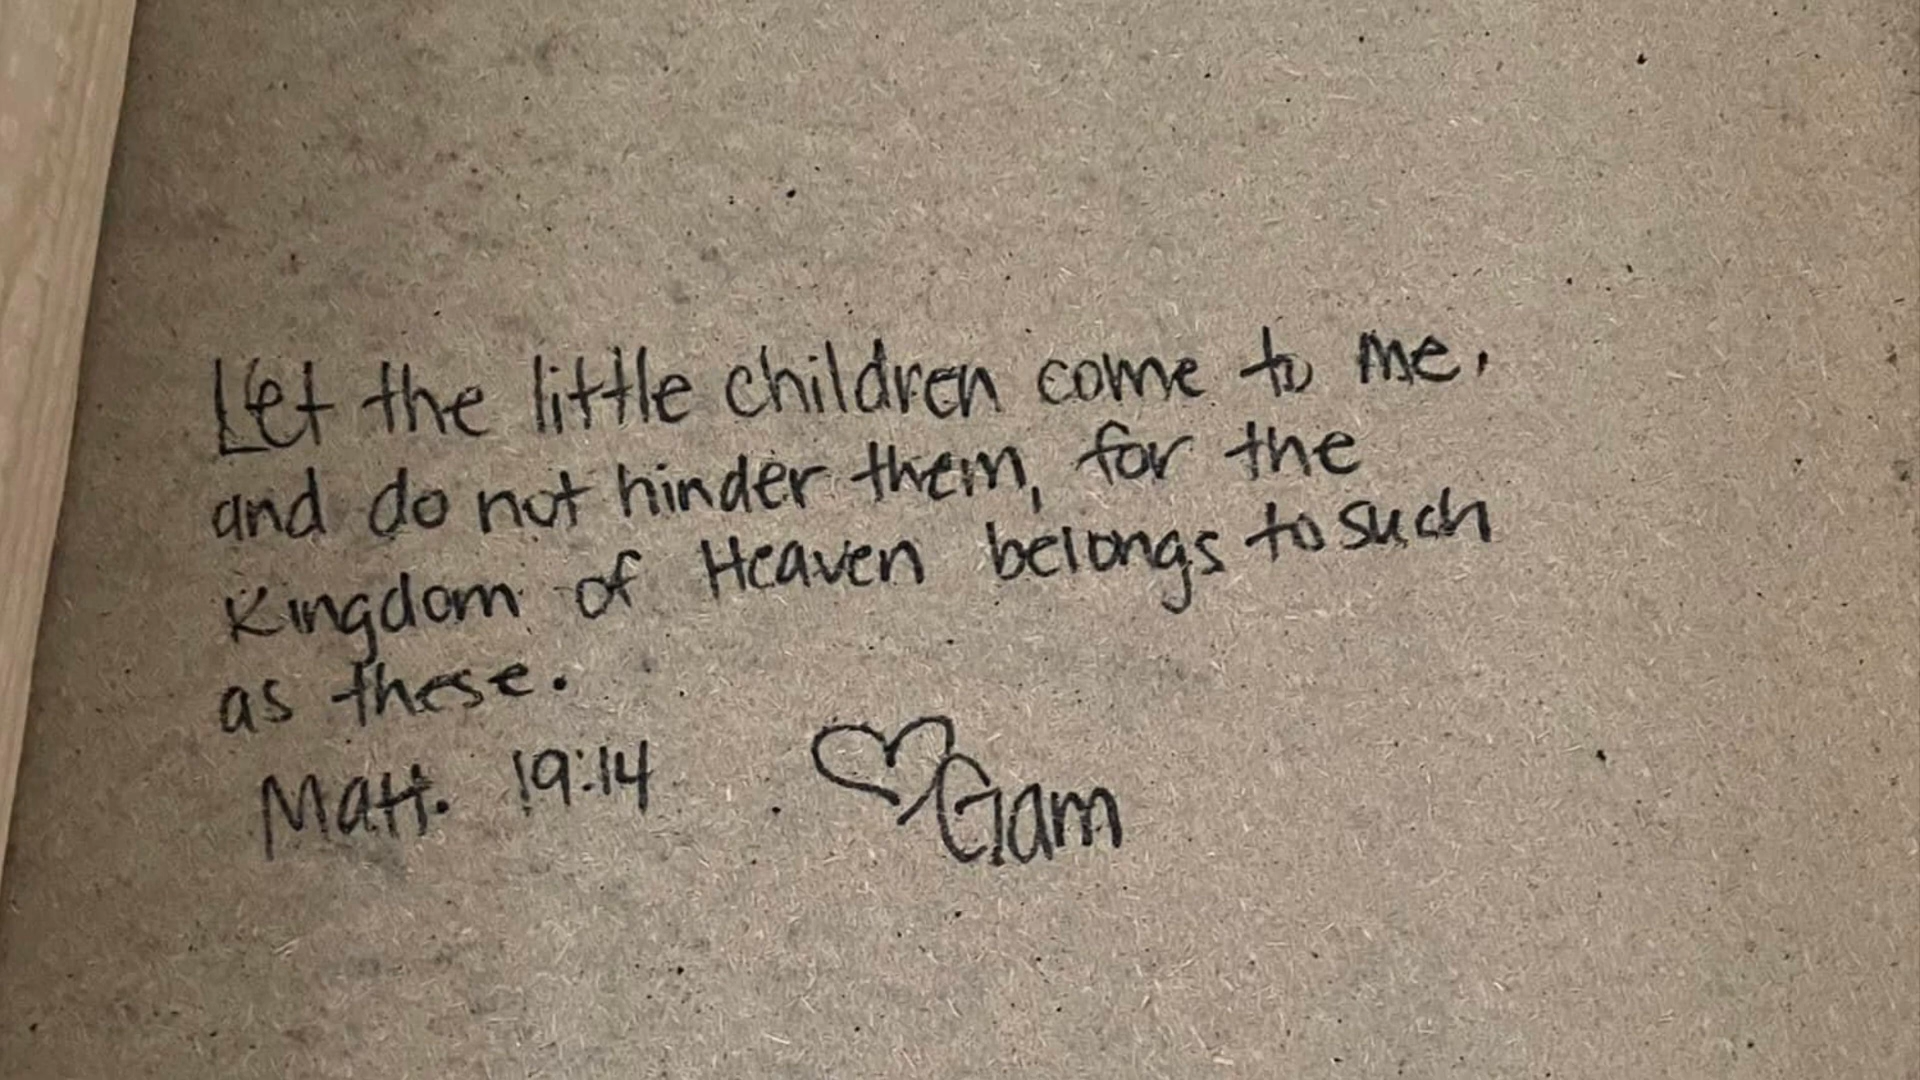 Let the little children come to me,
and do not hinder them, for the
Kingdom of Heaven belongs to such
as these.
Matt. 19:14 ♡ Gam